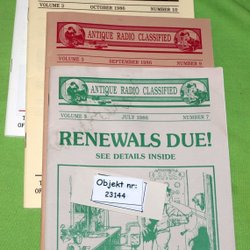 VOLUME 3 OCTOBER 1986 NUMBER 10
ANTIQUE RADIO CLASSIFIED
VOLUME 3 SEPTEMBER 1986 NUMBER 9
ANTIQUE RADIO CLASSIFIED
VOLUME 3 JULY 1986 NUMBER 7
RENEWALS DUE!
SEE DETAILS INSIDE
Objekt nr:
23144